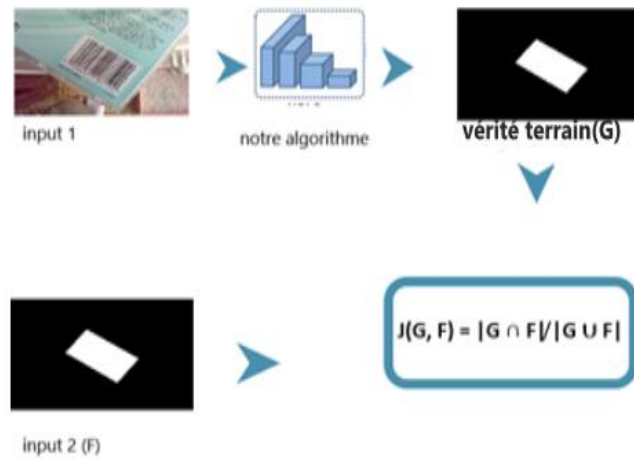 input 1
notre algorithme
vérité terrain(G)
J(G, F) = |G ∩ F|/|G U F|
input 2 (F)